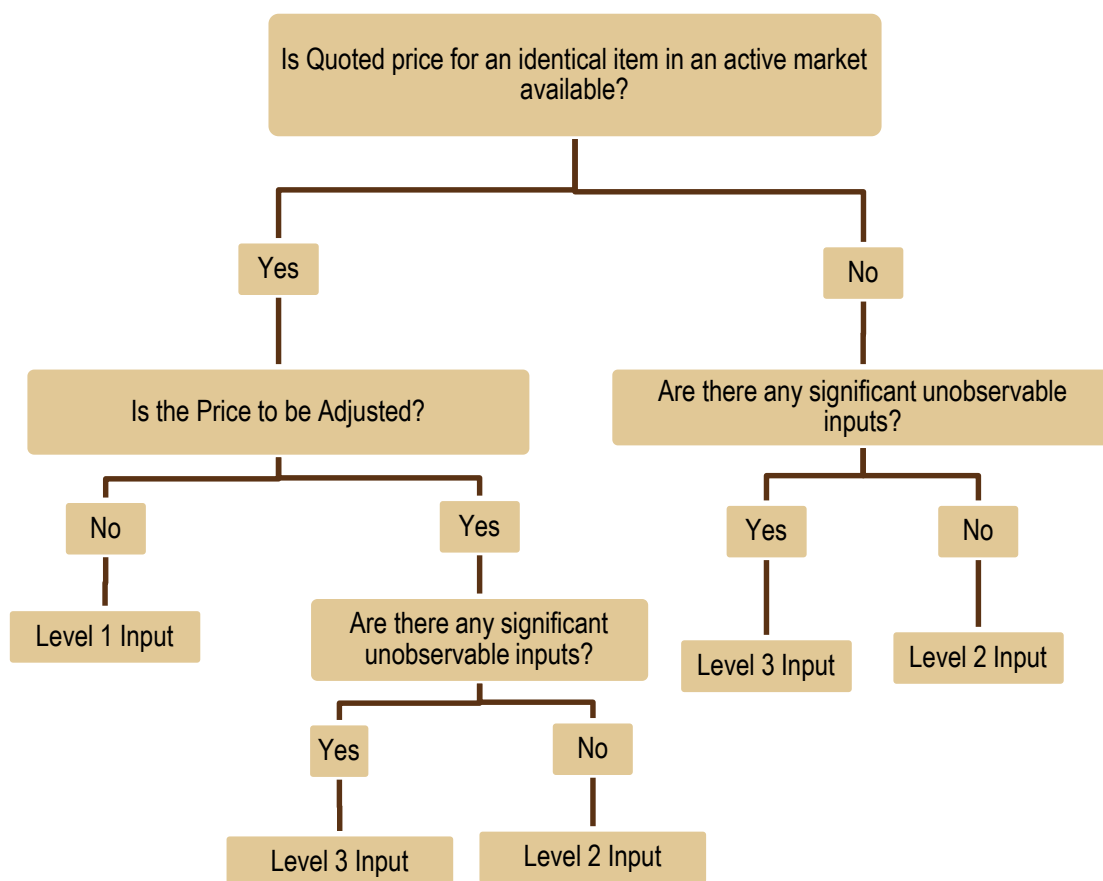 Is Quoted price for an identical item in an active market
available?
Yes
No
Is the Price to be Adjusted?
Are there any significant unobservable
inputs?
No
Yes
Yes
No
Level 1 Input
Are there any significant
unobservable inputs?
Level 3 Input
Level 2 Input
Yes
No
Level 3 Input
Level 2 Input